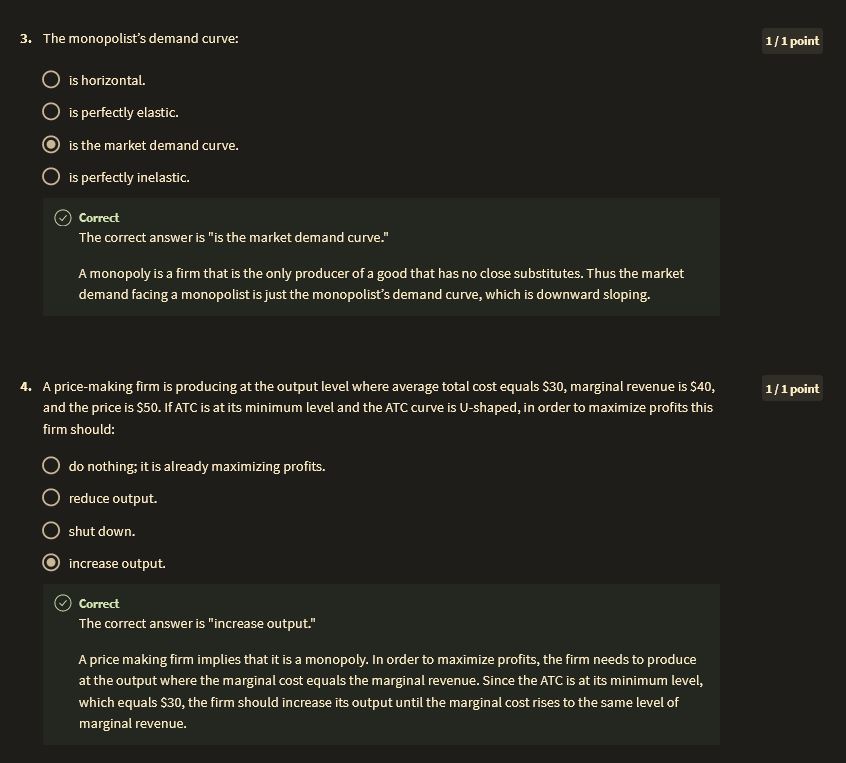 3. The monopolist’s demand curve:
1 / 1 point
is horizontal.
is perfectly elastic.
is the market demand curve.
is perfectly inelastic.
Correct
The correct answer is "is the market demand curve."
A monopoly is a firm that is the only producer of a good that has no close substitutes. Thus the market
demand facing a monopolist is just the monopolist’s demand curve, which is downward sloping.
4. A price-making firm is producing at the output level where average total cost equals $30, marginal revenue is $40,
and the price is $50. If ATC is at its minimum level and the ATC curve is U-shaped, in order to maximize profits this
firm should:
1 / 1 point
do nothing; it is already maximizing profits.
reduce output.
shut down.
increase output.
Correct
The correct answer is "increase output."
A price making firm implies that it is a monopoly. In order to maximize profits, the firm needs to produce
at the output where the marginal cost equals the marginal revenue. Since the ATC is at its minimum level,
which equals $30, the firm should increase its output until the marginal cost rises to the same level of
marginal revenue.